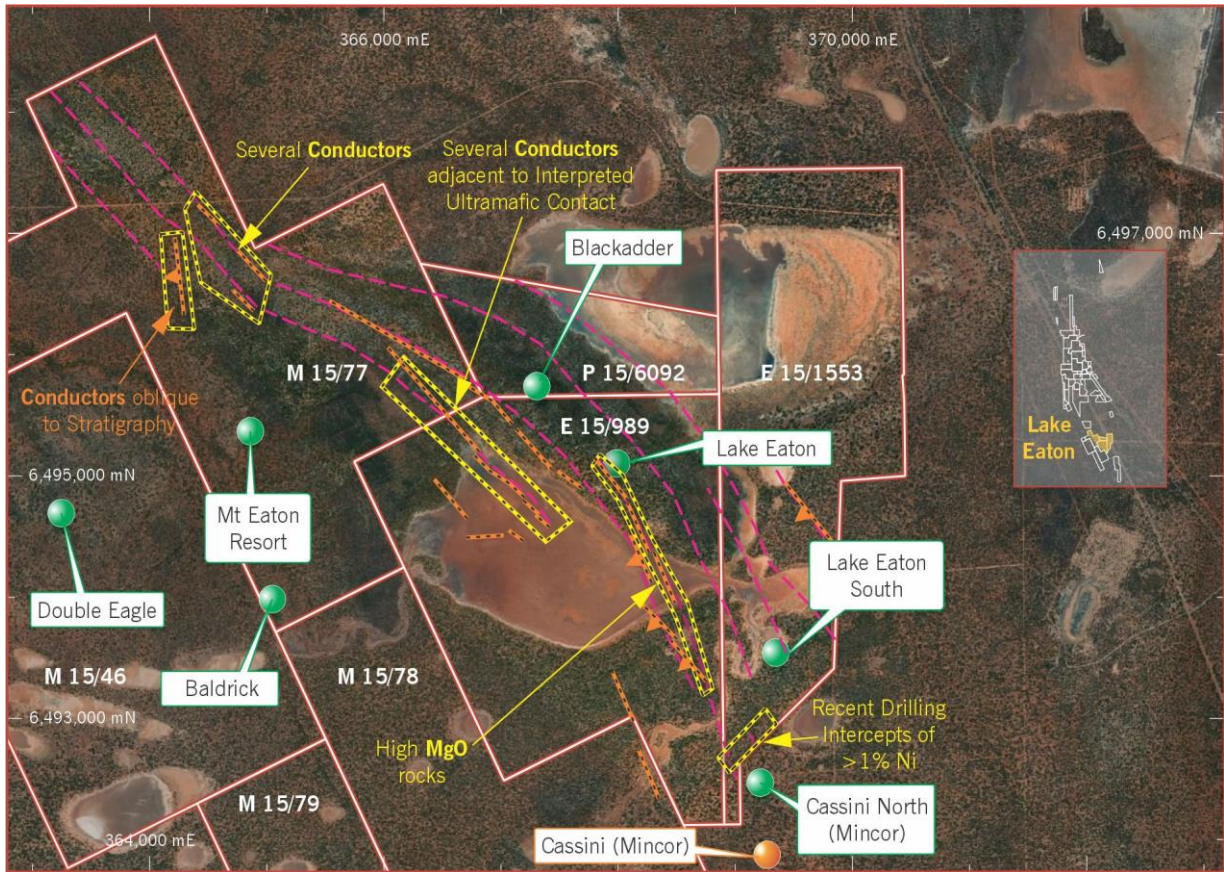 366,000 mE
370,000 mE
Several Conductors
Several Conductors
adjacent to Interpreted
Ultramafic Contact
Blackadder
6,497,000 mN
M 15/77
P 15/6092
E 15/1553
Conductors oblique
to Stratigraphy
E 15/989
Lake Eaton
Lake
Eaton
6,495,000 mN
Mt Eaton
Resort
Double Eagle
Lake Eaton
South
Baldrick
M 15/46
M 15/78
6,493,000 mN
High MgO
rocks
Recent Drilling
Intercepts of
>1% Ni
M 15/79
Cassini North
(Mincor)
364,000 mE
Cassini (Mincor)